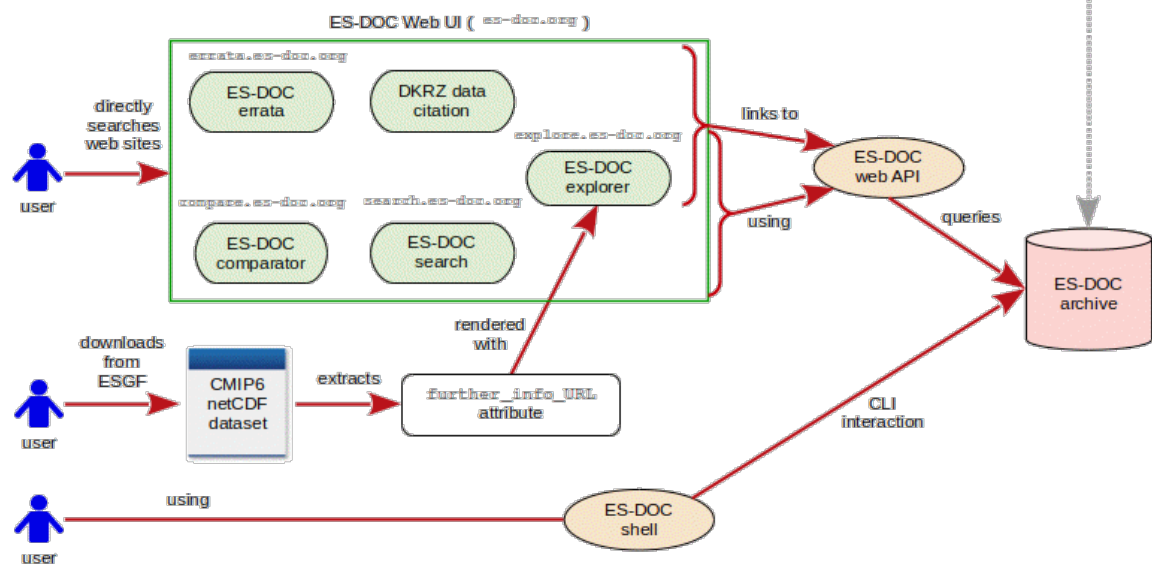 ES-DOC Web UI ( es-doc.org )
errata.es-doc.org
ES-DOC
errata
DKRZ data
citation
directly
searches
web sites
links to
explore.es-doc.org
ES-DOC
explorer
ES-DOC
web API
user
compare.es-doc.org
search.es-doc.org
using
queries
ES-DOC
comparator
ES-DOC
search
ES-DOC
archive
rendered
with
downloads
from
ESGF
CMIP6
netCDF
dataset
extracts
further_info_URL
attribute
CLI
interaction
user
using
ES-DOC
shell
user